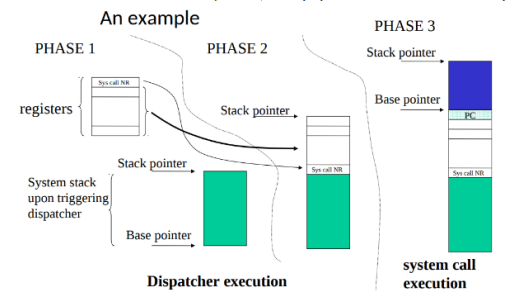 An example
PHASE 1
PHASE 2
PHASE 3
Sys call NR
registers
Stack pointer
System stack
upon triggering
dispatcher
Base pointer
Stack pointer
Sys call NR
Stack pointer
Base pointer
PC
Sys call NR
Dispatcher execution
system call
execution